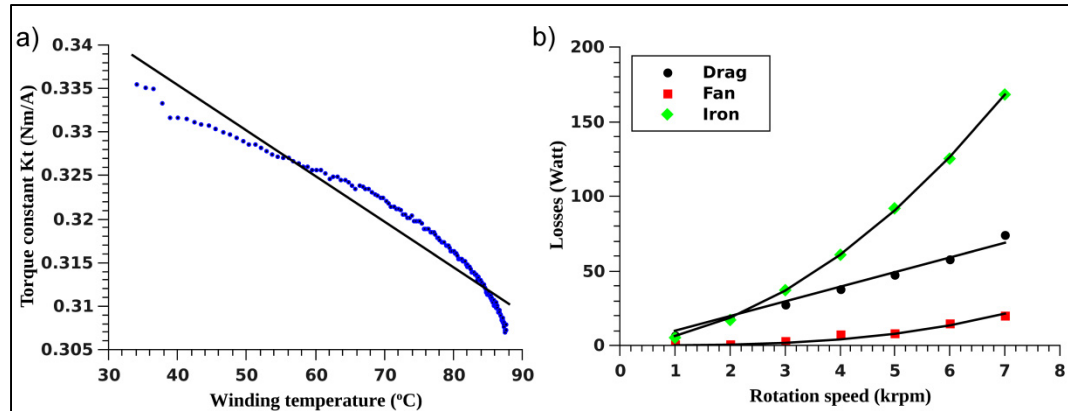 a)
Torque constant Kt (Nm/A)
0.34
0.335
0.33
0.325
0.32
0.315
0.31
0.305
30 40 50 60 70 80 90
Winding temperature (ºC)
b)
Losses (Watt)
200
150
100
50
0
Drag
Fan
Iron
0 1 2 3 4 5 6 7 8
Rotation speed (krpm)